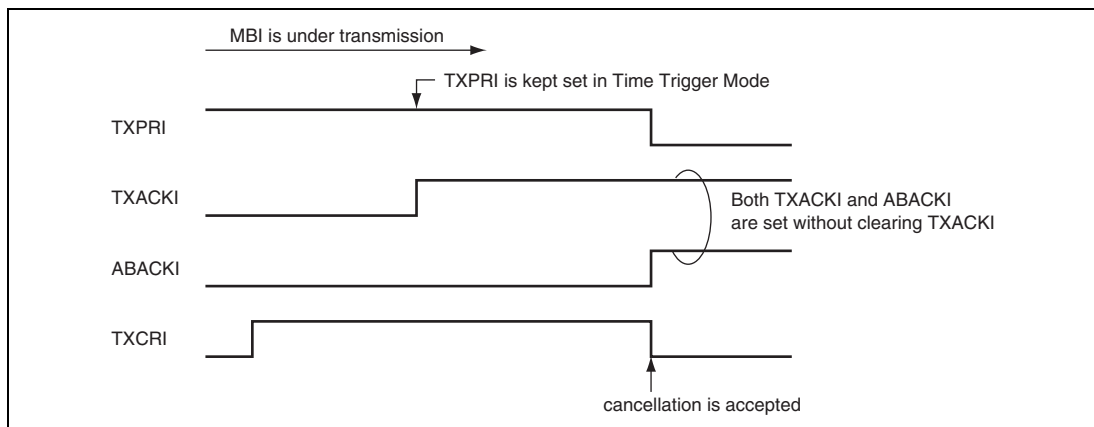 MBI is under transmission
TXPRI is kept set in Time Trigger Mode
TXPRI
TXACKI
Both TXACKI and ABACKI
are set without clearing TXACKI
ABACKI
TXCRI
cancellation is accepted